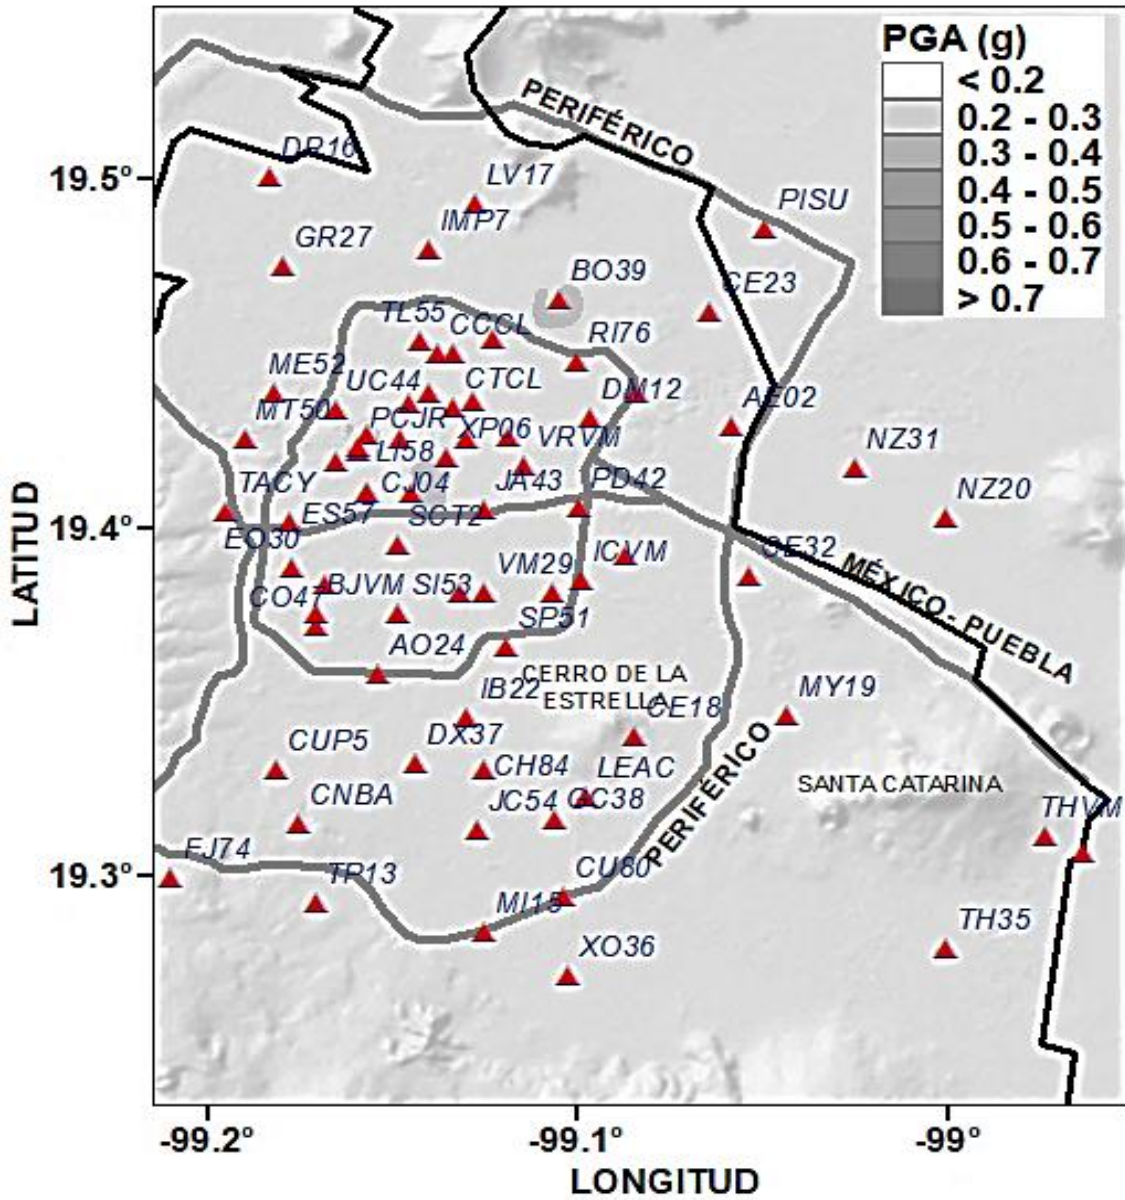 PGA (g)
< 0.2
0.2 - 0.3
0.3 - 0.4
0.4 - 0.5
0.5 - 0.6
0.6 - 0.7
> 0.7
PERIFÉRICO
DR16
LV17
19.5°
PISU
IMP7
GR27
BO39
CE23
TL55
CCCL
RI76
ME52
UC44
CTCL
DM12
AE02
MT50
PCJR
XP06
VRVM
NZ31
LI58
TACY
CJ04
JA43
PD42
NZ20
ES57
SCT2
19.4°
EO30
VM29
ICVM
MÉXICO - PUEBLA
BJVM
SI53
SP51
AO24
LATITUD
CERRO DE LA
ESTRELLA
IB22
MY19
CE18
CUP5
DX37
CH84
LEAC
PERIFÉRICO
SANTA CATARINA
CNBA
JC54
THVM
19.3°
TP13
CU80
MI15
TH35
XO36
-99.2°
-99.1°
-99°
LONGITUD